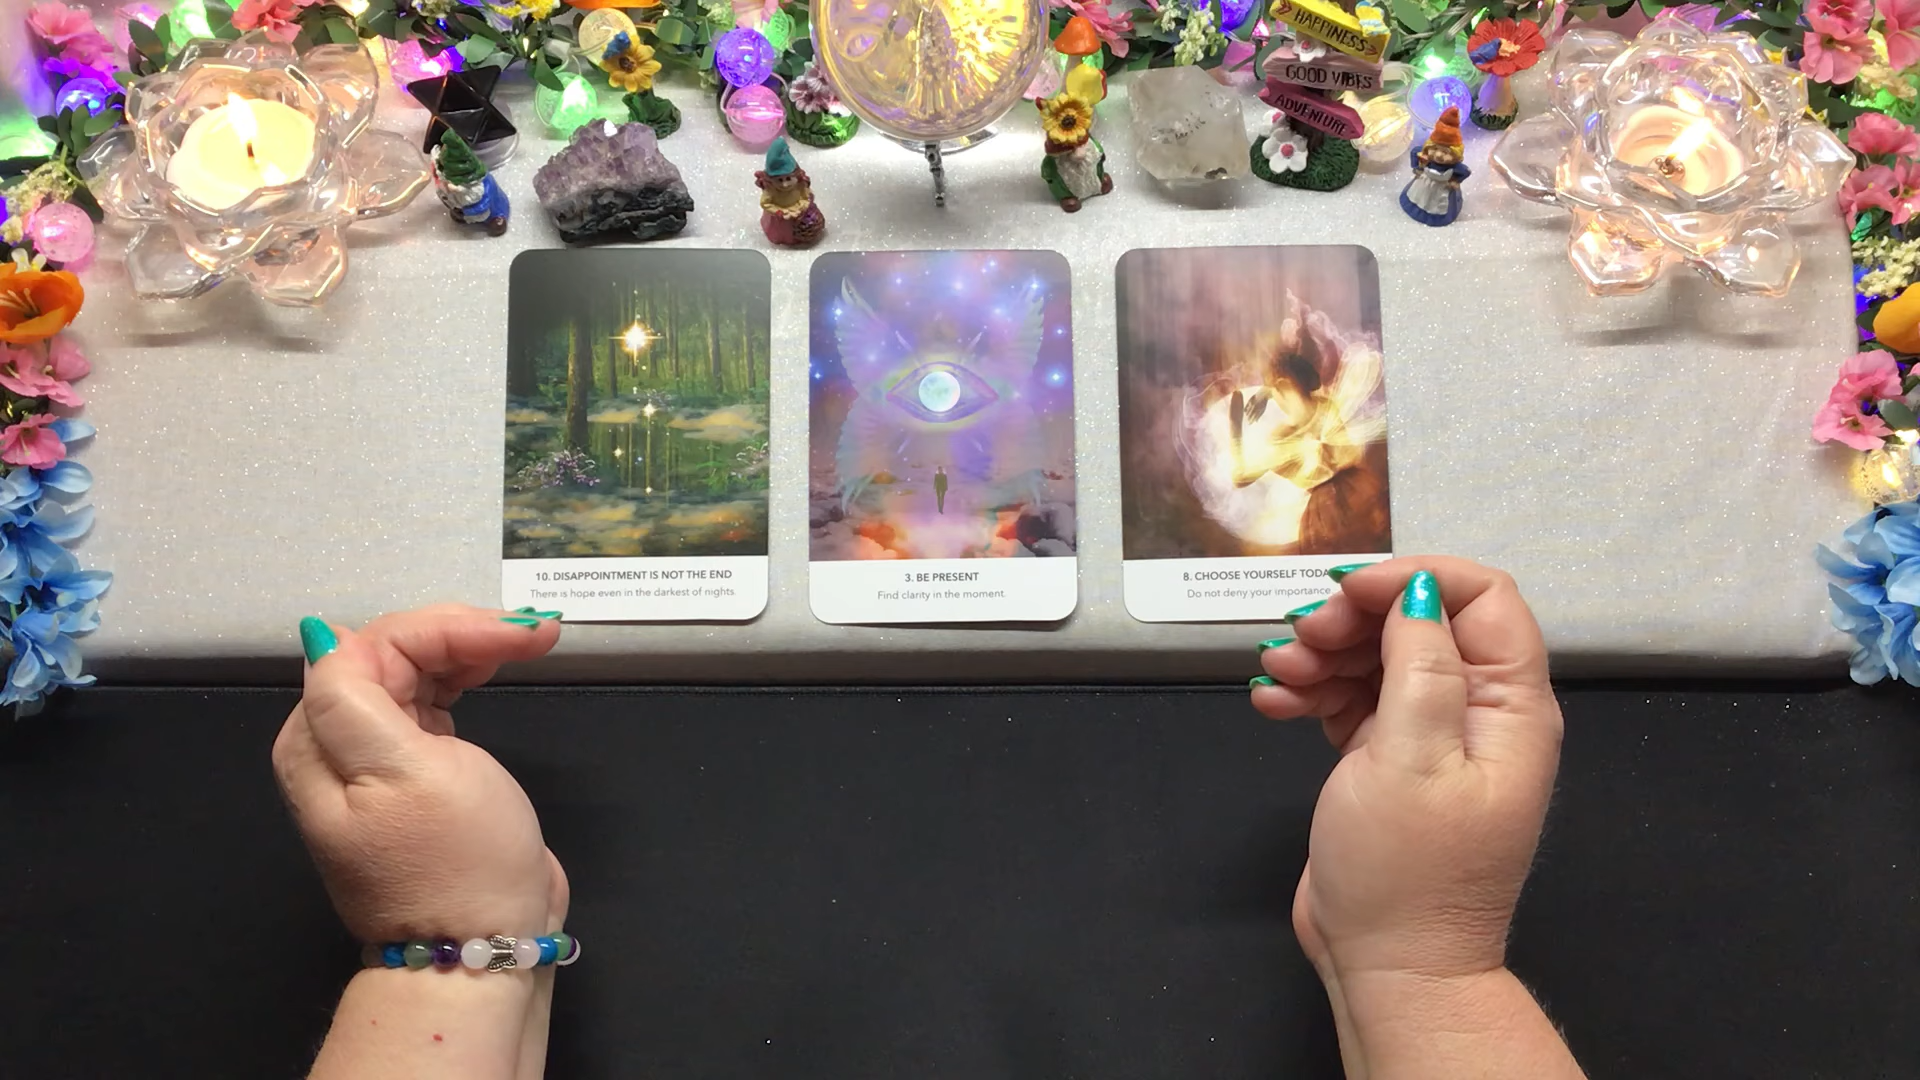 HAPPINESS
GOOD VIBES
ADVENTURE
10. DISAPPOINTMENT IS NOT THE END
There is hope even in the darkest of nights.
3. BE PRESENT
Find clarity in the moment.
8. CHOOSE YOURSELF
Do not deny your importance.